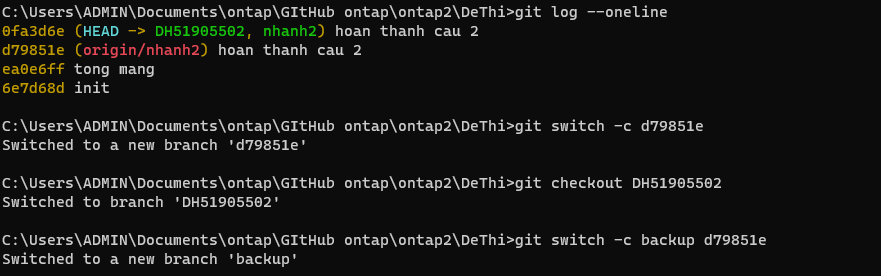 C:\Users\ADMIN\Documents\ontap\GItHub ontap\ontap2\DeThi>git log --oneline
0fa3d6e (HEAD -> DH51905502, nhanh2) hoan thanh cau 2
d79851e (origin/nhanh2) hoan thanh cau 2
ea0e6ff tong mang
6e7d68d init
C:\Users\ADMIN\Documents\ontap\GItHub ontap\ontap2\DeThi>git switch -c d79851e
Switched to a new branch 'd79851e'
C:\Users\ADMIN\Documents\ontap\GItHub ontap\ontap2\DeThi>git checkout DH51905502
Switched to branch 'DH51905502'
C:\Users\ADMIN\Documents\ontap\GItHub ontap\ontap2\DeThi>git switch -c backup d79851e
Switched to a new branch 'backup'